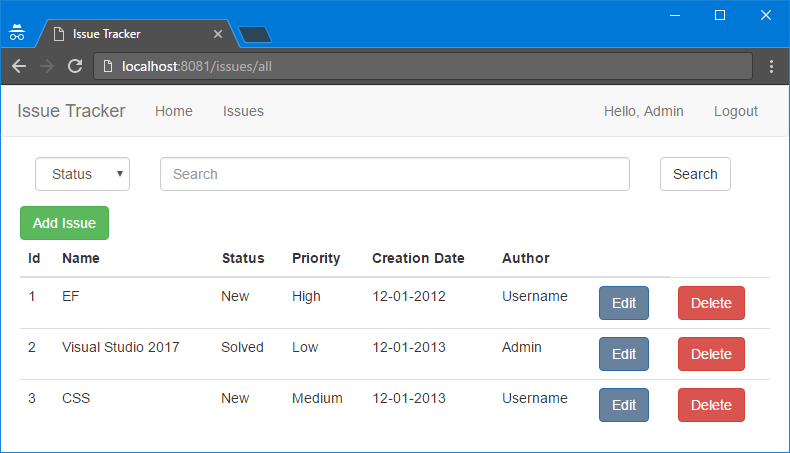 Issue Tracker
localhost:8081/issues/all
Issue Tracker Home Issues Hello, Admin Logout
Status Search Search
Add Issue
Id Name Status Priority Creation Date Author
1 EF New High 12-01-2012 Username Edit Delete
2 Visual Studio 2017 Solved Low 12-01-2013 Admin Edit Delete
3 CSS New Medium 12-01-2013 Username Edit Delete